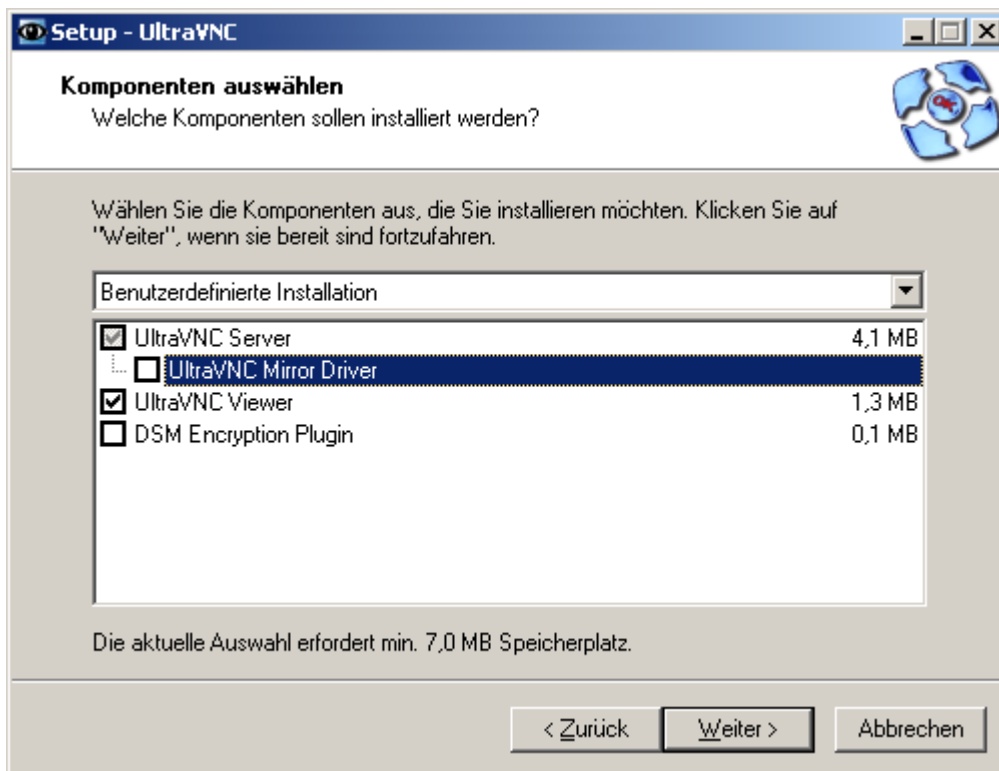 Setup - UltraVNC
Komponenten auswählen
Welche Komponenten sollen installiert werden?
OK
Wählen Sie die Komponenten aus, die Sie installieren möchten. Klicken Sie auf
"Weiter", wenn sie bereit sind fortzufahren.
Benutzerdefinierte Installation
UltraVNC Server 4,1 MB
UltraVNC Mirror Driver
UltraVNC Viewer 1,3 MB
DSM Encryption Plugin 0,1 MB
Die aktuelle Auswahl erfordert min. 7,0 MB Speicherplatz.
< Zurück Weiter > Abbrechen